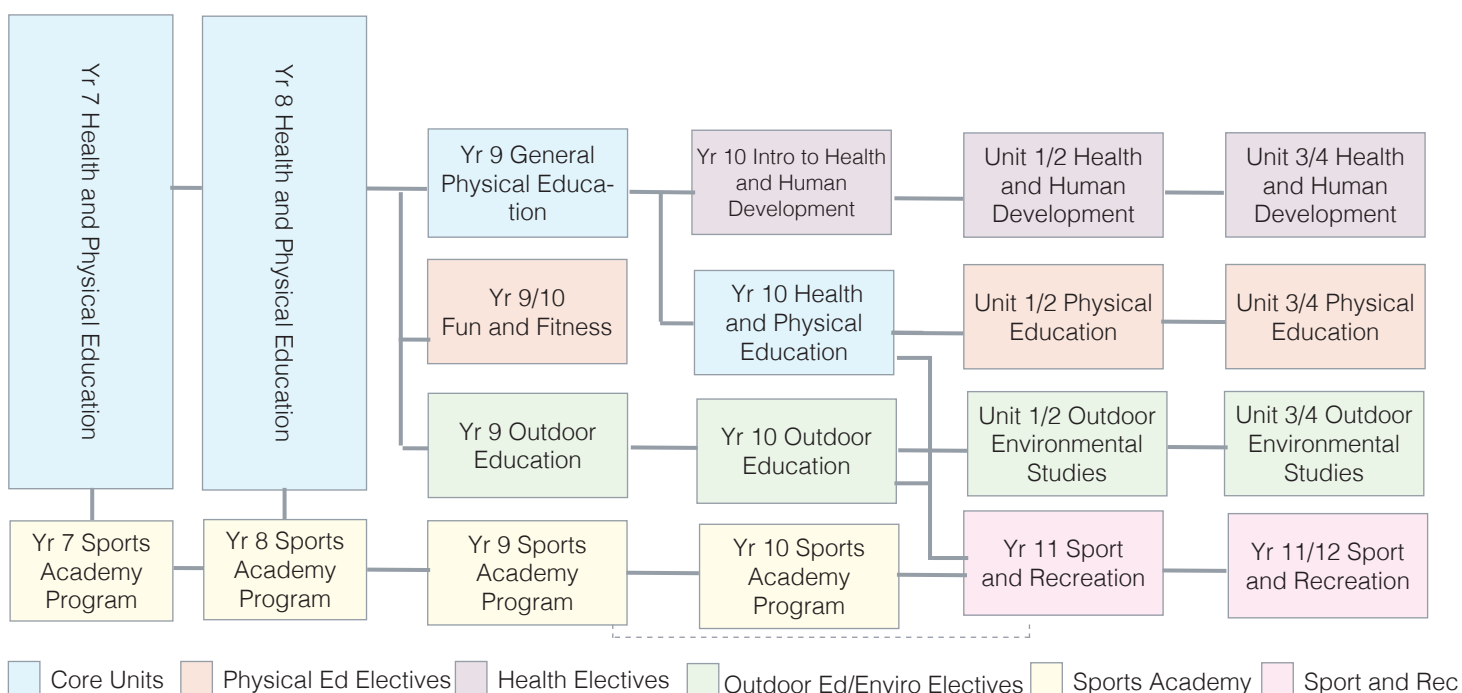 Yr 7 Health and Physical Education
Yr 8 Health and Physical Education
Yr 9 General
Physical Educa-
tion
Yr 10 Intro to Health
and Human
Development
Unit 1/2 Health
and Human
Development
Unit 3/4 Health
and Human
Development
Yr 9/10
Fun and Fitness
Yr 10 Health
and Physical
Education
Unit 1/2 Physical
Education
Unit 3/4 Physical
Education
Yr 9 Outdoor
Education
Yr 10 Outdoor
Education
Unit 1/2 Outdoor
Environmental
Studies
Unit 3/4 Outdoor
Environmental
Studies
Yr 7 Sports
Academy
Program
Yr 8 Sports
Academy
Program
Yr 9 Sports
Academy
Program
Yr 10 Sports
Academy
Program
Yr 11 Sport
and Recreation
Yr 11/12 Sport
and Recreation
Core Units
Physical Ed Electives
Health Electives
Outdoor Ed/Enviro Electives
Sports Academy
Sport and Rec